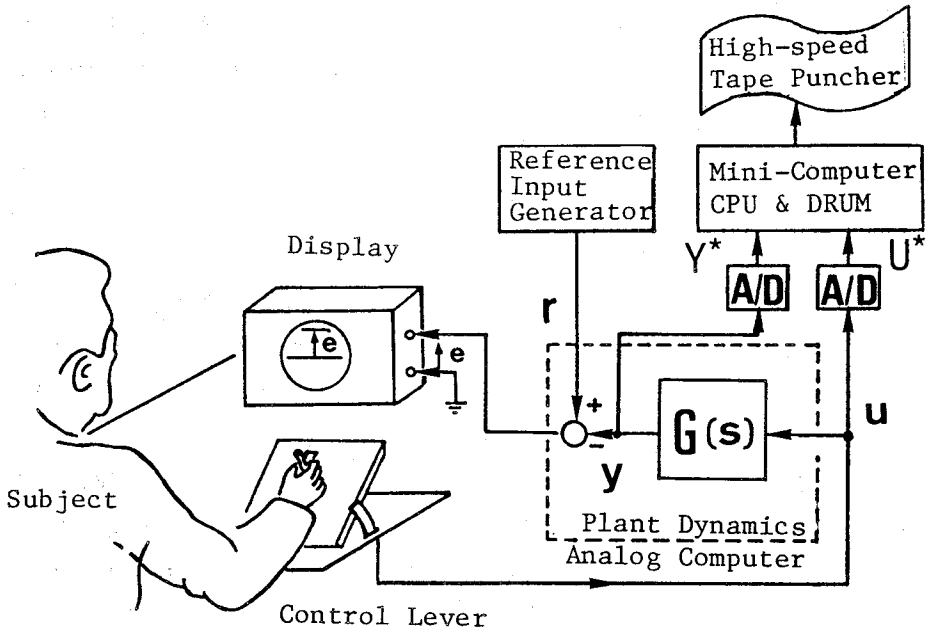 High-speed
Tape Puncher
Reference
Input
Generator
Mini-Computer
CPU & DRUM
Y*
U*
A/D
A/D
Display
r
e
e
+
-
G(s)
u
y
Subject
Plant Dynamics
Analog Computer
Control Lever